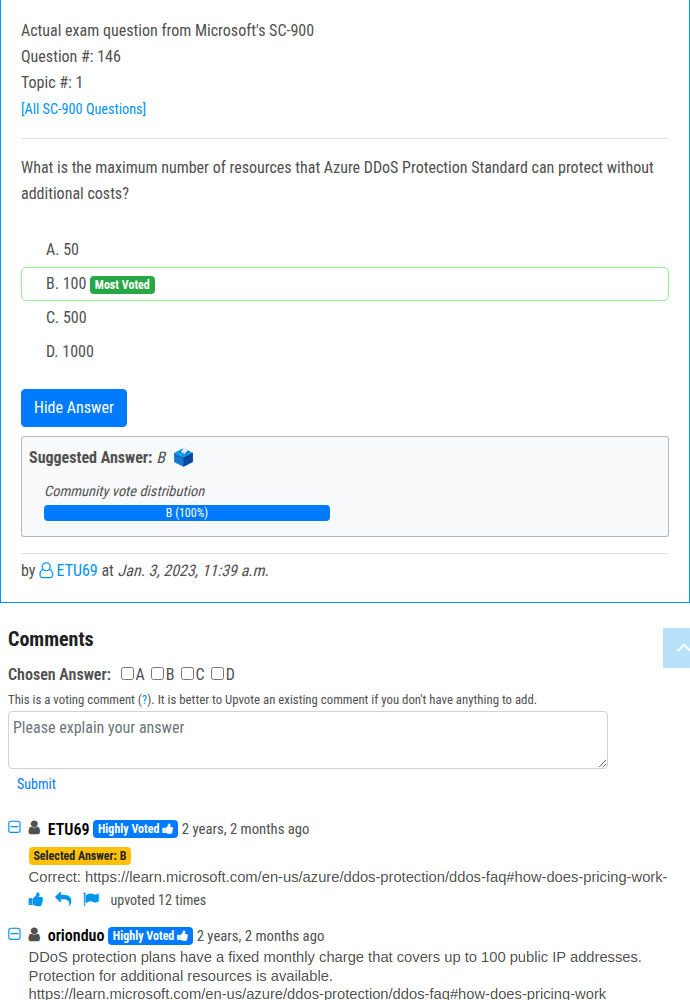 Actual exam question from Microsoft's SC-900
Question #: 146
Topic #: 1
[All SC-900 Questions]
What is the maximum number of resources that Azure DDoS Protection Standard can protect without
additional costs?
A. 50
B. 100 Most Voted
C. 500
D. 1000
Hide Answer
Suggested Answer: B
Community vote distribution
B (100%)
by ETU69 at Jan. 3, 2023, 11:39 a.m.
Comments
Chosen Answer: A B C D
This is a voting comment (?). It is better to Upvote an existing comment if you don't have anything to add.
Please explain your answer
Submit
ETU69 Highly Voted 2 years, 2 months ago
Selected Answer: B
Correct: https://learn.microsoft.com/en-us/azure/ddos-protection/ddos-faq#how-does-pricing-work-
upvoted 12 times
orionduo Highly Voted 2 years, 2 months ago
DDoS protection plans have a fixed monthly charge that covers up to 100 public IP addresses.
Protection for additional resources is available.
https://learn.microsoft.com/en-us/azure/ddos-protection/ddos-faq#how-does-pricing-work